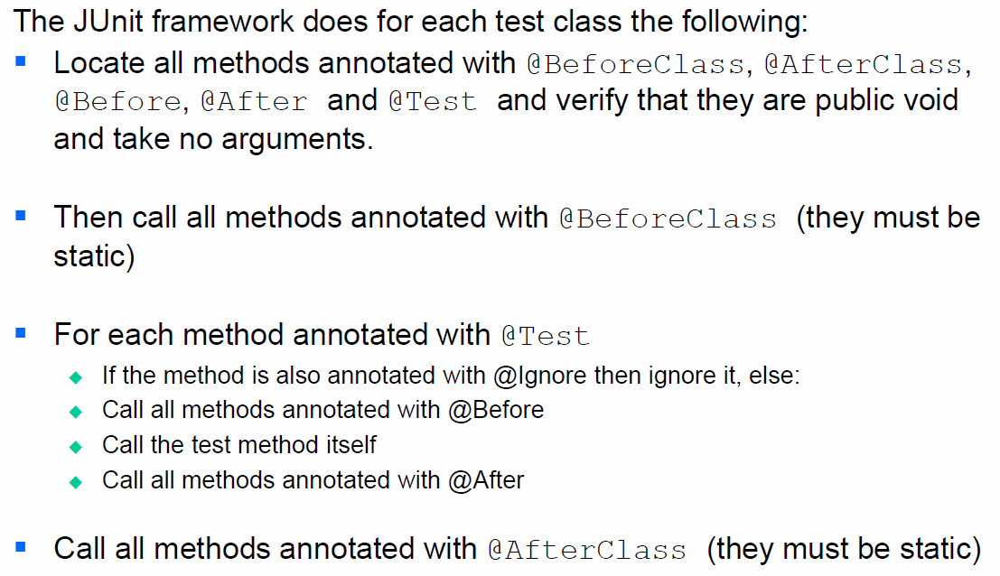 The JUnit framework does for each test class the following:
Locate all methods annotated with @BeforeClass, @AfterClass,
@Before, @After and @Test and verify that they are public void
and take no arguments.
Then call all methods annotated with @BeforeClass (they must be
static)
For each method annotated with @Test
If the method is also annotated with @Ignore then ignore it, else:
Call all methods annotated with @Before
Call the test method itself
Call all methods annotated with @After
Call all methods annotated with @AfterClass (they must be static)